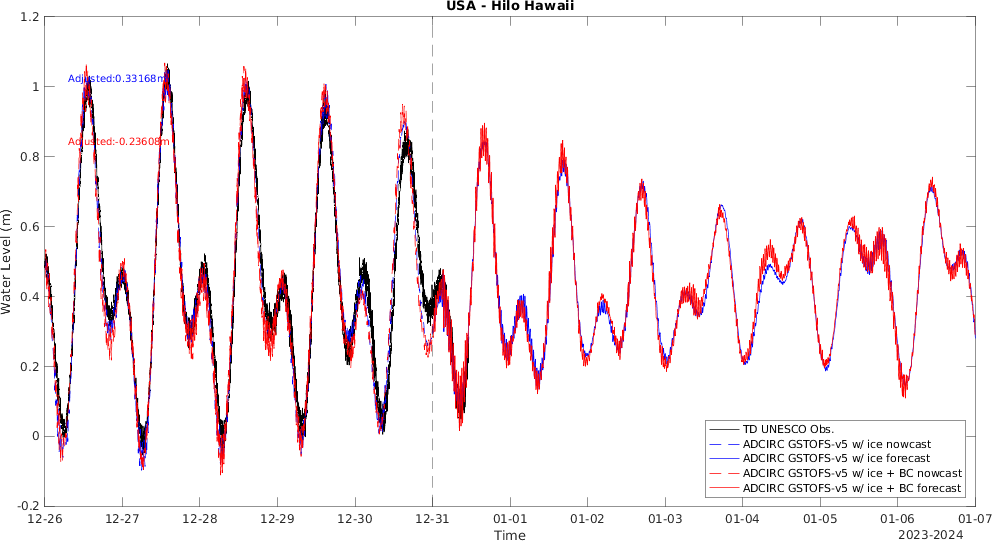 USA - Hilo Hawaii
1.2
1
0.8
0.6
0.4
0.2
0
-0.2
Water Level (m)
Adjusted:0.33168m
Adjusted:-0.23608m
TD UNESCO Obs.
ADCIRC GSTOFS-v5 w/ ice nowcast
ADCIRC GSTOFS-v5 w/ ice forecast
ADCIRC GSTOFS-v5 w/ ice + BC nowcast
ADCIRC GSTOFS-v5 w/ ice + BC forecast
12-26 12-27 12-28 12-29 12-30 12-31 01-01 01-02 01-03 01-04 01-05 01-06 01-07
Time
2023-2024